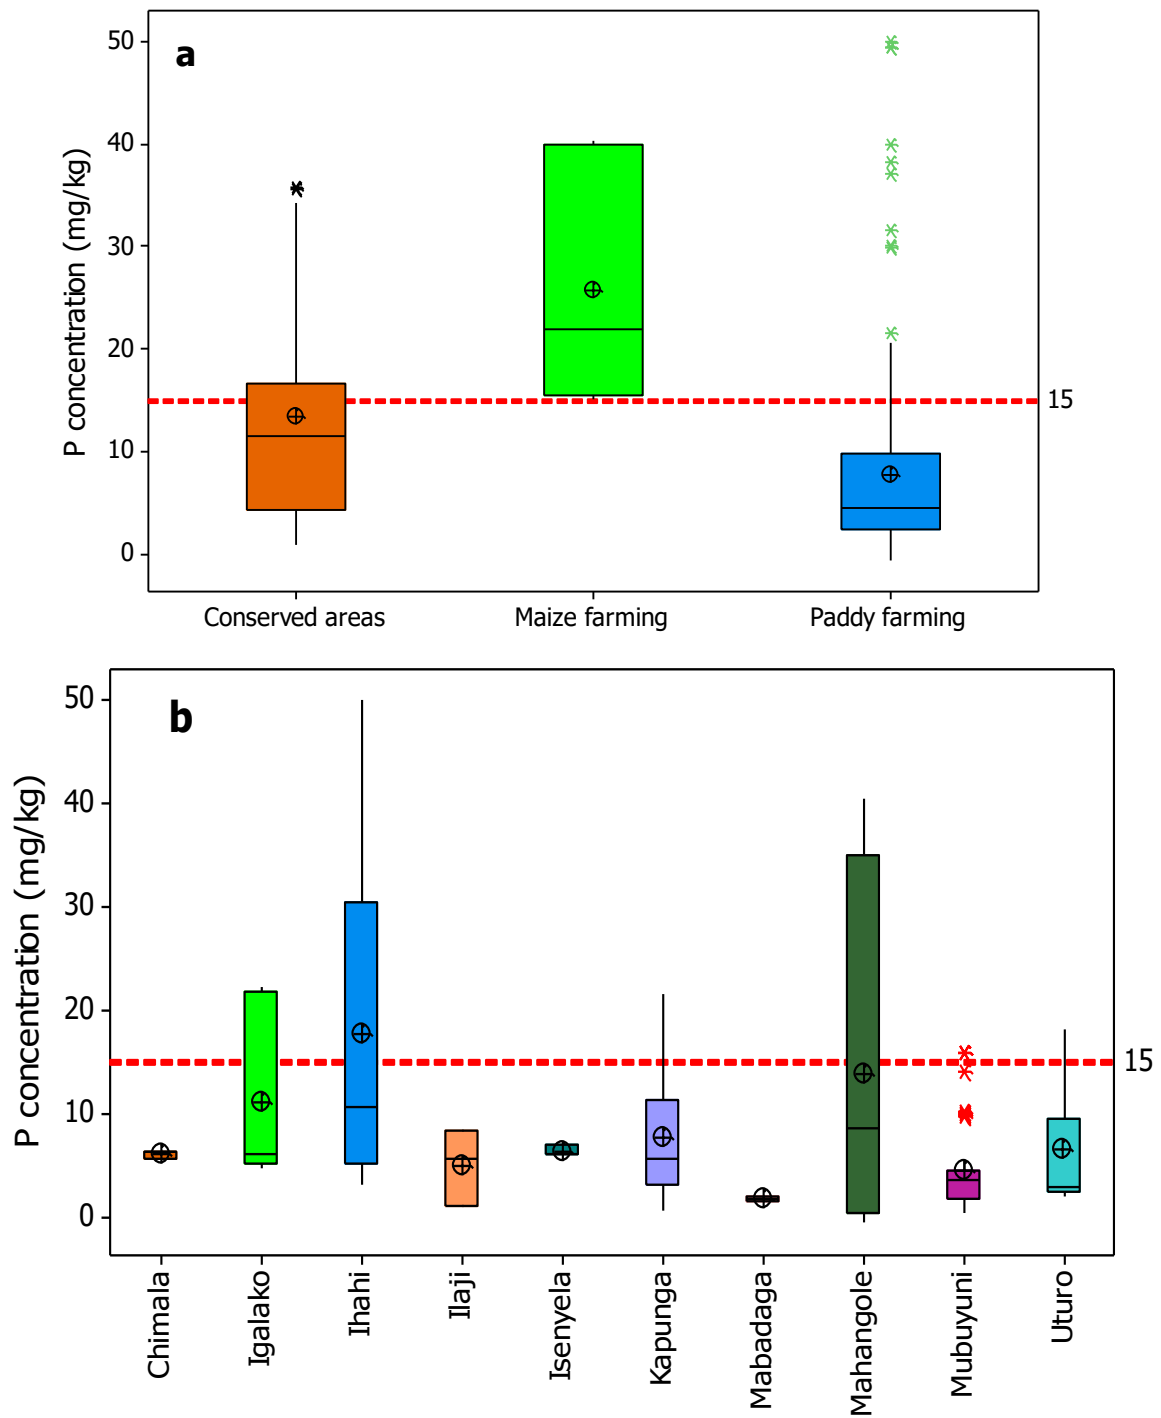 a
P concentration (mg/kg)
50
40
30
20
10
0
15
Conserved areas
Maize farming
Paddy farming
b
P concentration (mg/kg)
50
40
30
20
10
0
15
Chimala
Igalako
Ihahi
Ilaji
Isenyela
Kapunga
Mabadaga
Mahangole
Mubuyuni
Uturo